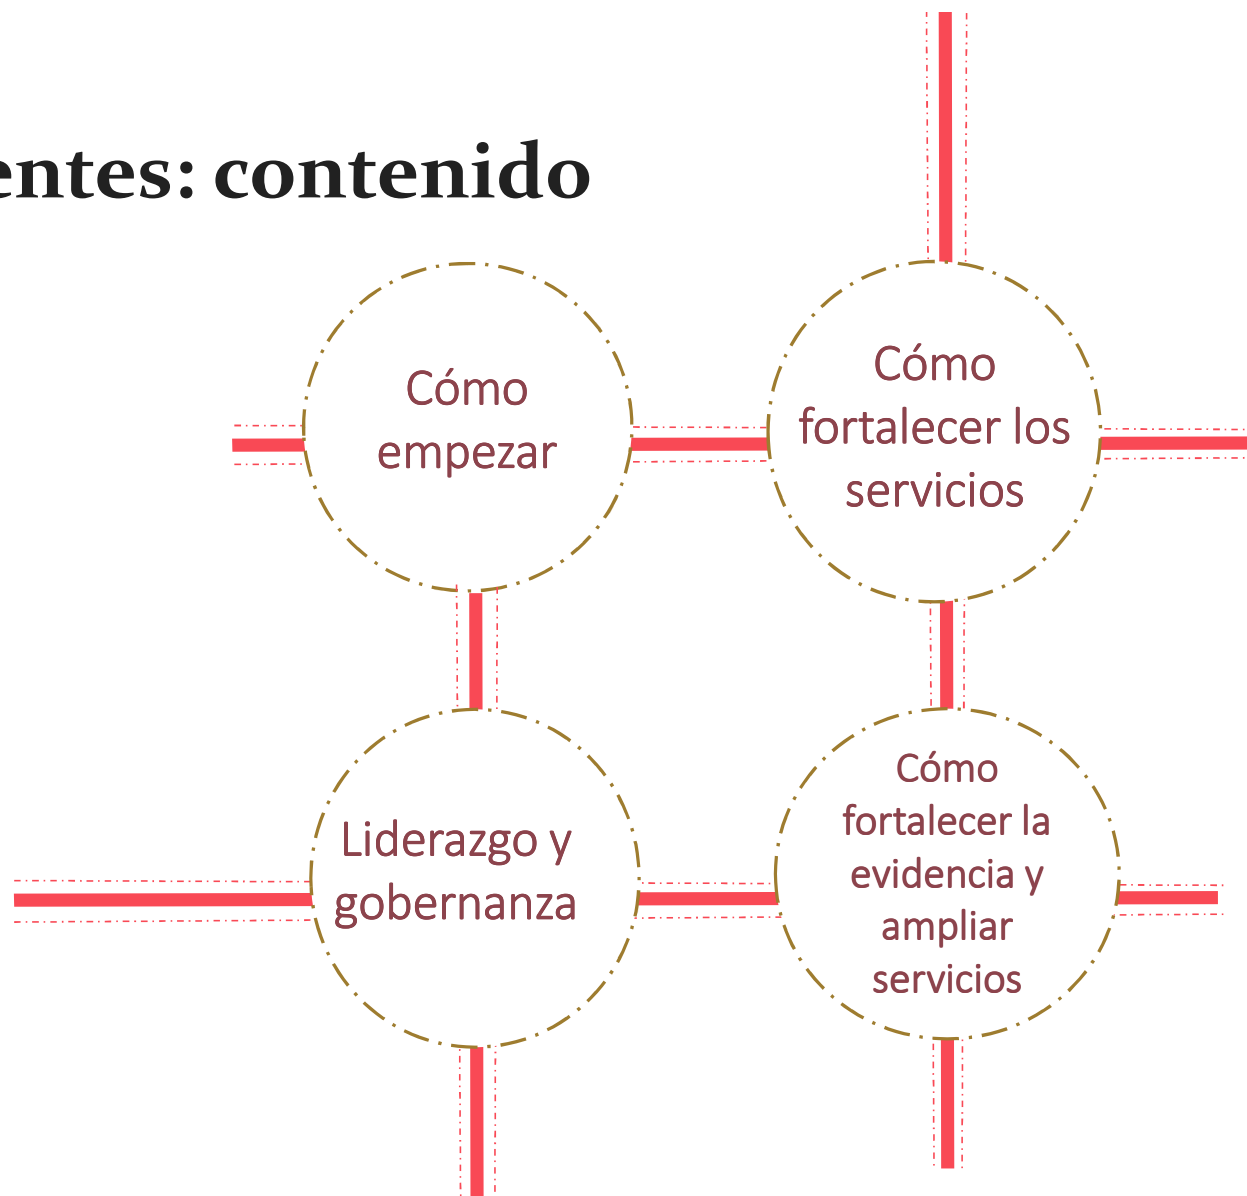 entes: contenido
Cómo
empezar
Cómo
fortalecer los
servicios
Liderazgo y
gobernanza
Cómo
fortalecer la
evidencia y
ampliar
servicios